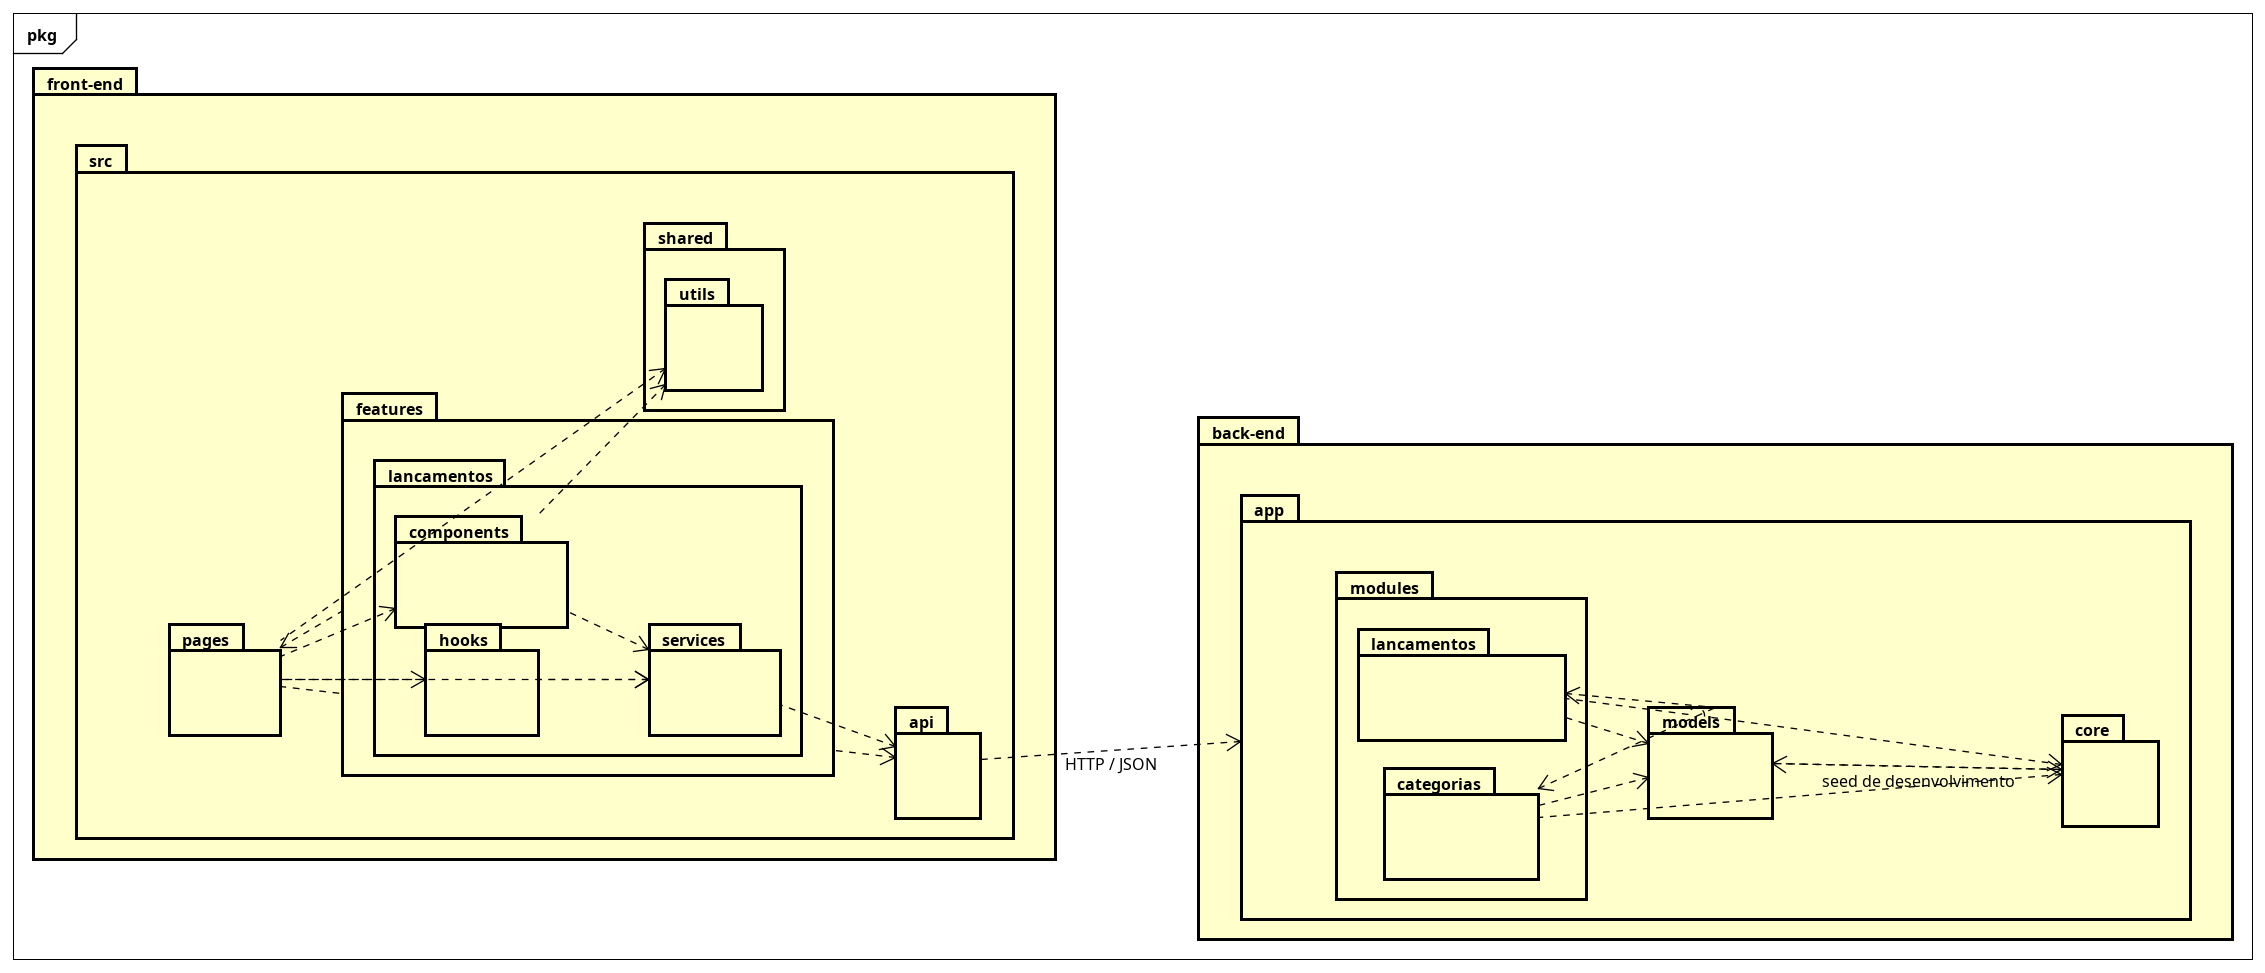 pkg
front-end
src
shared
utils
features
lancamentos
components
pages
hooks
services
api
HTTP / JSON
back-end
app
modules
lancamentos
models
core
categorias
seed de desenvolvimento